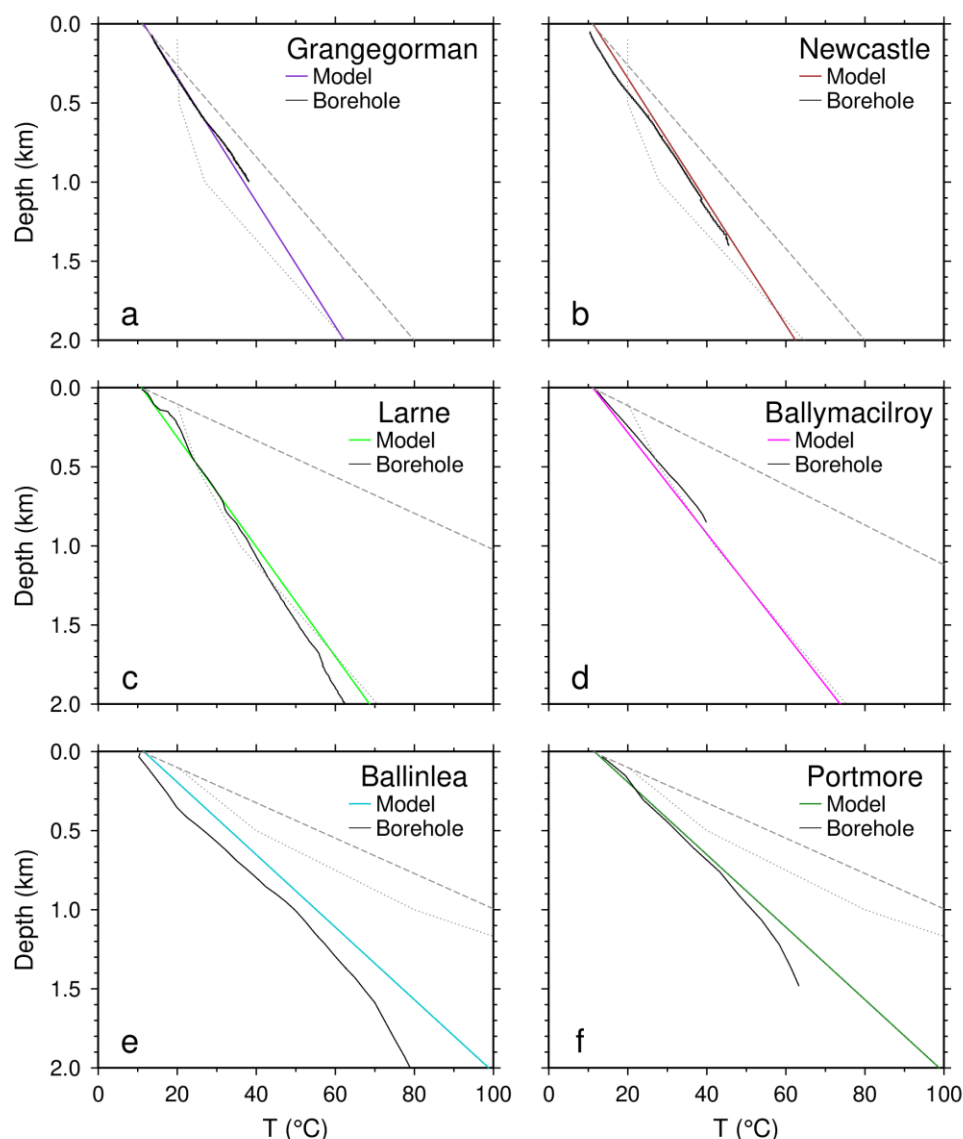 0.0
0.5
1.0
1.5
2.0
Depth (km)
Grangegorman
Model
Borehole
a
Newcastle
Model
Borehole
b
0.0
0.5
1.0
1.5
2.0
Depth (km)
Larne
Model
Borehole
c
Ballymacilroy
Model
Borehole
d
0.0
0.5
1.0
1.5
2.0
Depth (km)
Ballinlea
Model
Borehole
e
Portmore
Model
Borehole
f
0 20 40 60 80 100
T (°C)
0 20 40 60 80 100
T (°C)